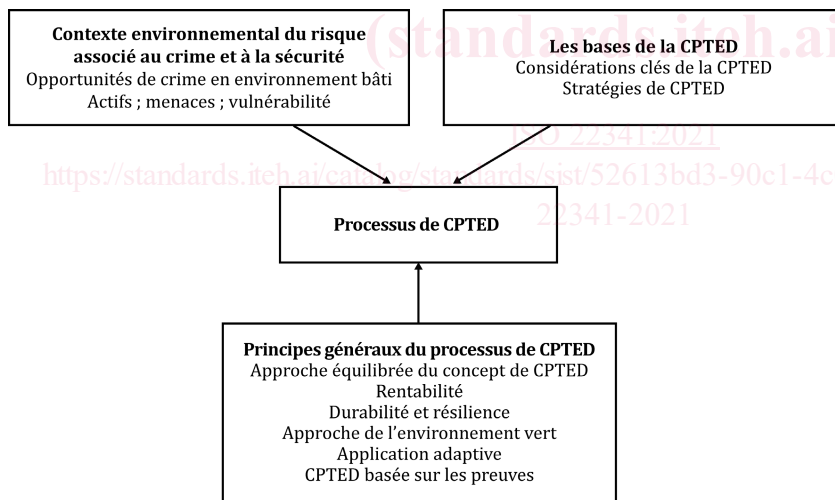 Contexte environnemental du risque
associé au crime et à la sécurité
Opportunités de crime en environnement bâti
Actifs ; menaces ; vulnérabilité
(standards.iteh.ai
Les bases de la CPTED
Considérations clés de la CPTED
Stratégies de CPTED
ISO 22341:2021
https://standards.iteh.ai/catalog/standards/sist/52613bd3-90c1-4c
22341-2021
Processus de CPTED
Principes généraux du processus de CPTED
Approche équilibrée du concept de CPTED
Rentabilité
Durabilité et résilience
Approche de l’environnement vert
Application adaptive
CPTED basée sur les preuves